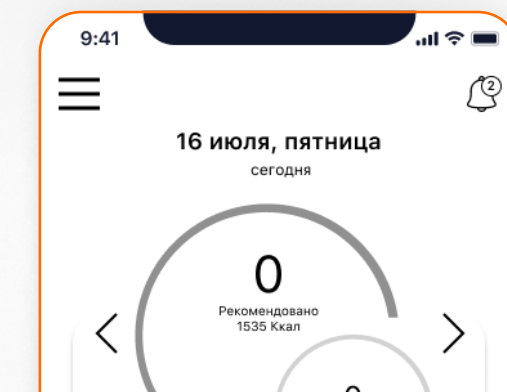 9:41
2
16 июля, пятница
сегодня
0
Рекомендовано
1535 Ккал